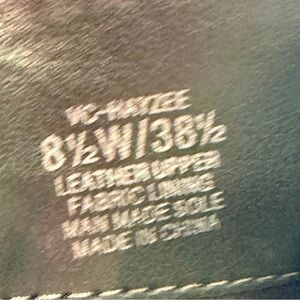 VC-HAYZEE
8½W/38½
LEATHER UPPER
FABRIC LINING
MAN MADE SOLE
MADE IN CHINA